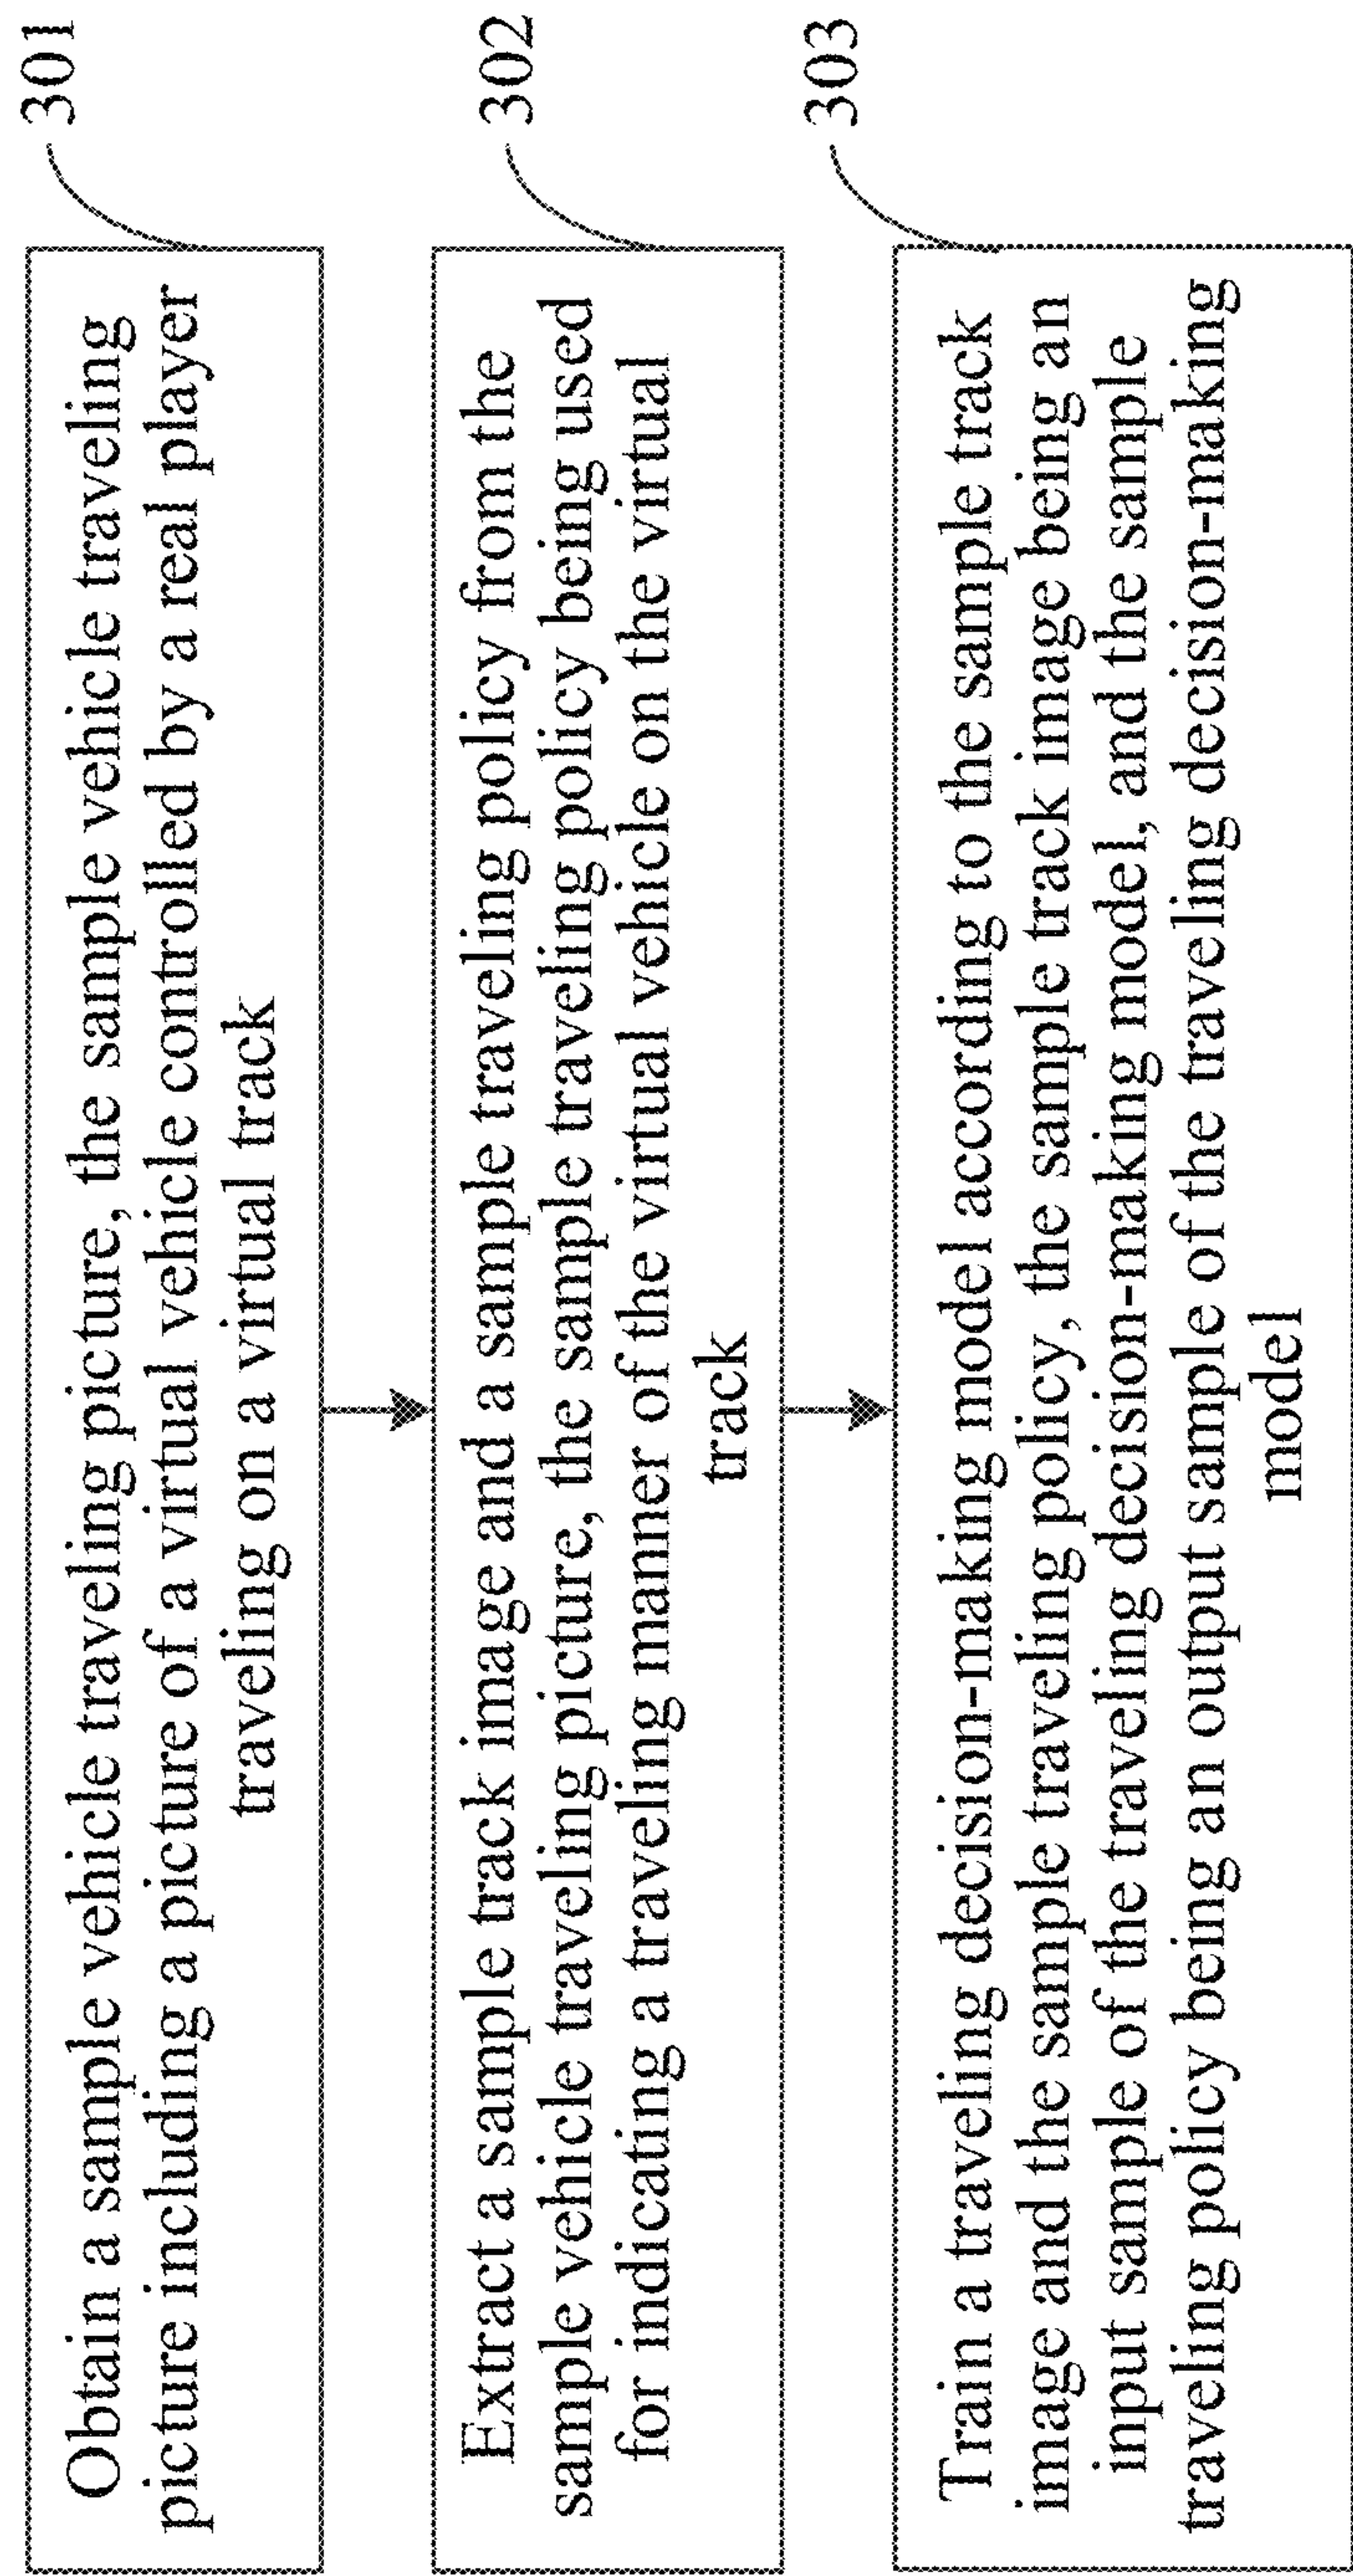 301
Obtain a sample vehicle traveling picture, the sample vehicle traveling
picture including a picture of a virtual vehicle controlled by a real player
traveling on a virtual track
302
Extract a sample track image and a sample traveling policy from the
sample vehicle traveling picture, the sample traveling policy being used
for indicating a traveling manner of the virtual vehicle on the virtual
track
303
Train a traveling decision-making model according to the sample track
image and the sample traveling policy, the sample track image being an
input sample of the traveling decision-making model, and the sample
traveling policy being an output sample of the traveling decision-making
model